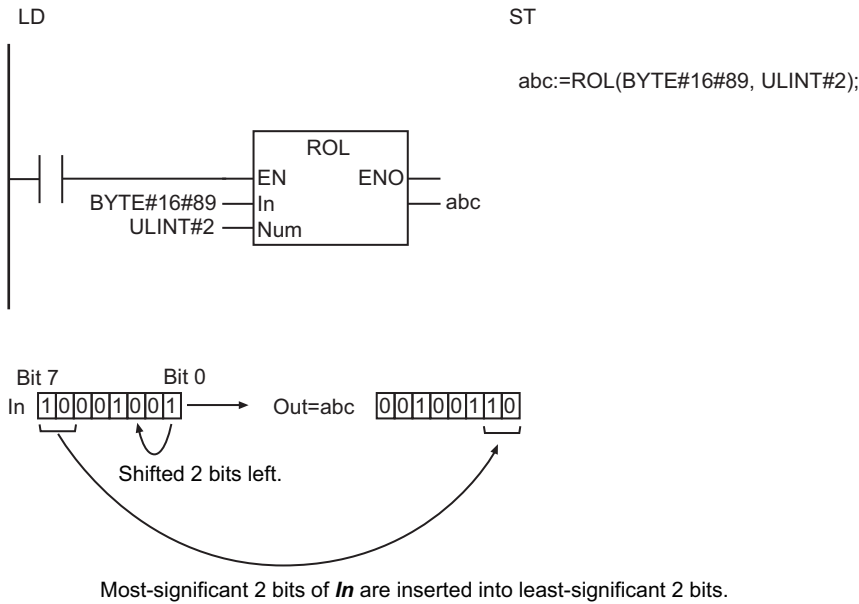 LD
ST
abc:=ROL(BYTE#16#89, ULINT#2);
ROL
EN ENO
BYTE#16#89 In abc
ULINT#2 Num
Bit 7 Bit 0
In 1 0 0 0 1 0 0 1 Out=abc 0 0 1 0 0 1 1 0
Shifted 2 bits left.
Most-significant 2 bits of In are inserted into least-significant 2 bits.